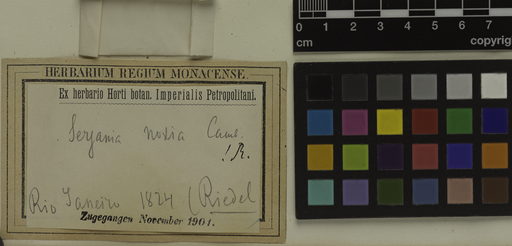 0 1 2 3 4 5 6 7
cm
copyrig
HERBARIUM REGIUM MONACENSE.
Ex herbario Horti botan. Imperialis Petropolitani.
Serjania noxia Camb.
! R.
Rio Janeiro 1824 (Riedel
Zugegangen November 1901.